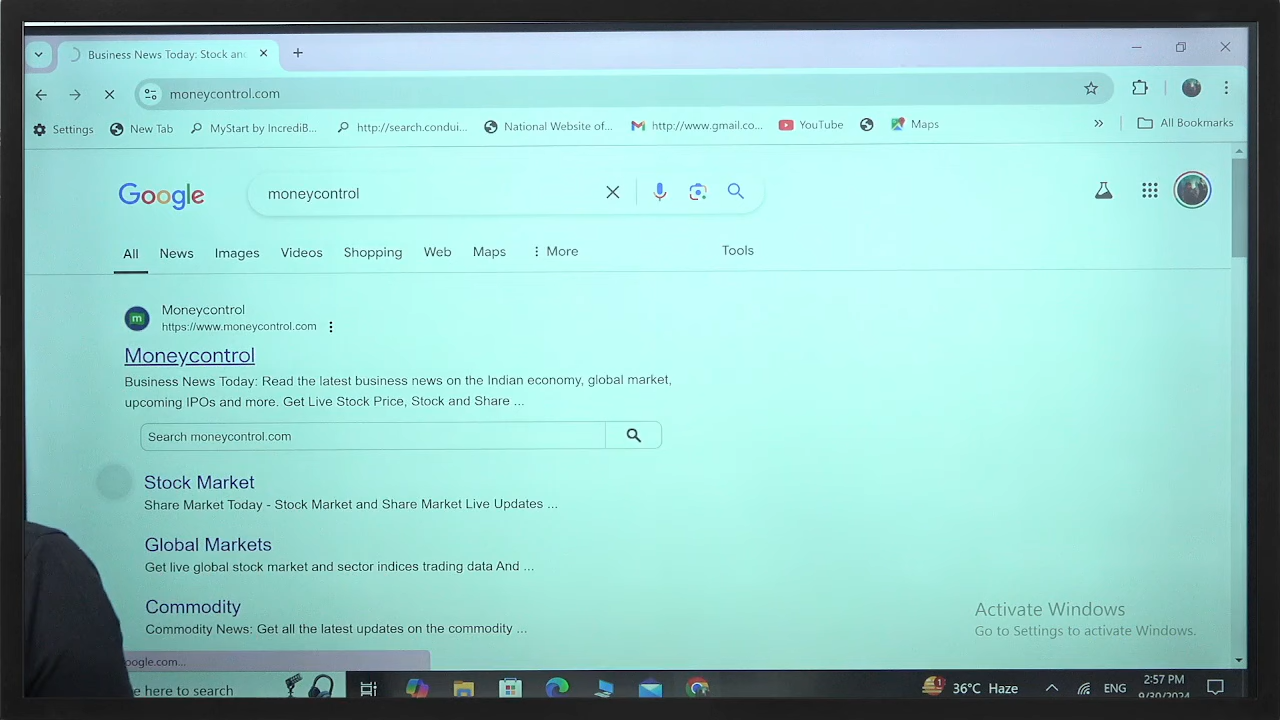 Business News Today: Stock and
moneycontrol.com
Settings New Tab MyStart by IncrediB... http://search.condui... National Website of... http://www.gmail.co... YouTube Maps » All Bookmarks
Google moneycontrol
All News Images Videos Shopping Web Maps More Tools
Moneycontrol
https://www.moneycontrol.com
Moneycontrol
Business News Today: Read the latest business news on the Indian economy, global market,
upcoming IPOs and more. Get Live Stock Price, Stock and Share ...
Search moneycontrol.com
Stock Market
Share Market Today - Stock Market and Share Market Live Updates ...
Global Markets
Get live global stock market and sector indices trading data And ...
Commodity
Commodity News: Get all the latest updates on the commodity ...
Activate Windows
Go to Settings to activate Windows.
oogle.com...
e here to search
1 36°C Haze ENG 2:57 PM
9/30/2024